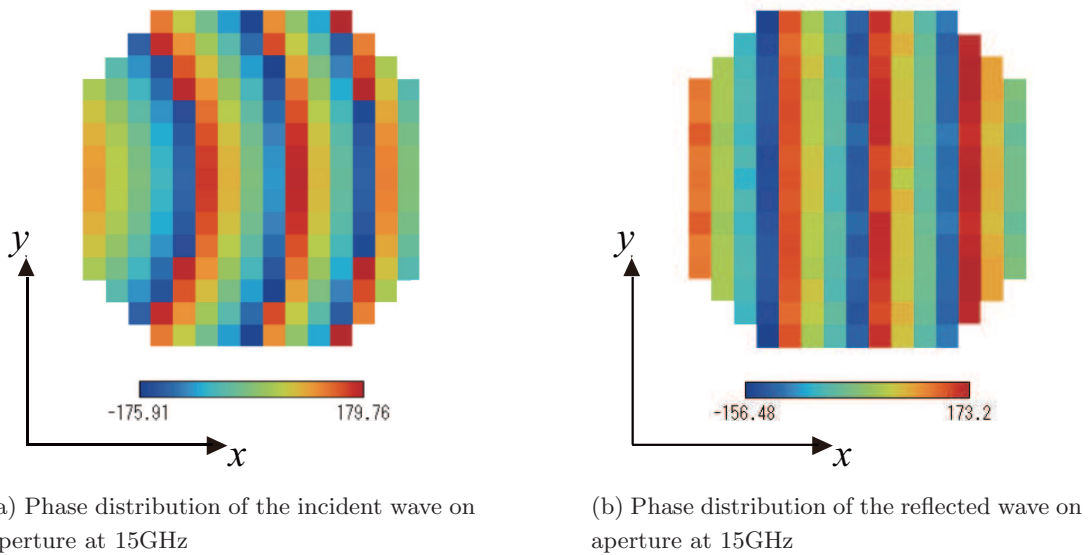 y
x
-175.91 179.76
a) Phase distribution of the incident wave on
perture at 15GHz
y
x
-156.48 173.2
(b) Phase distribution of the reflected wave on
aperture at 15GHz